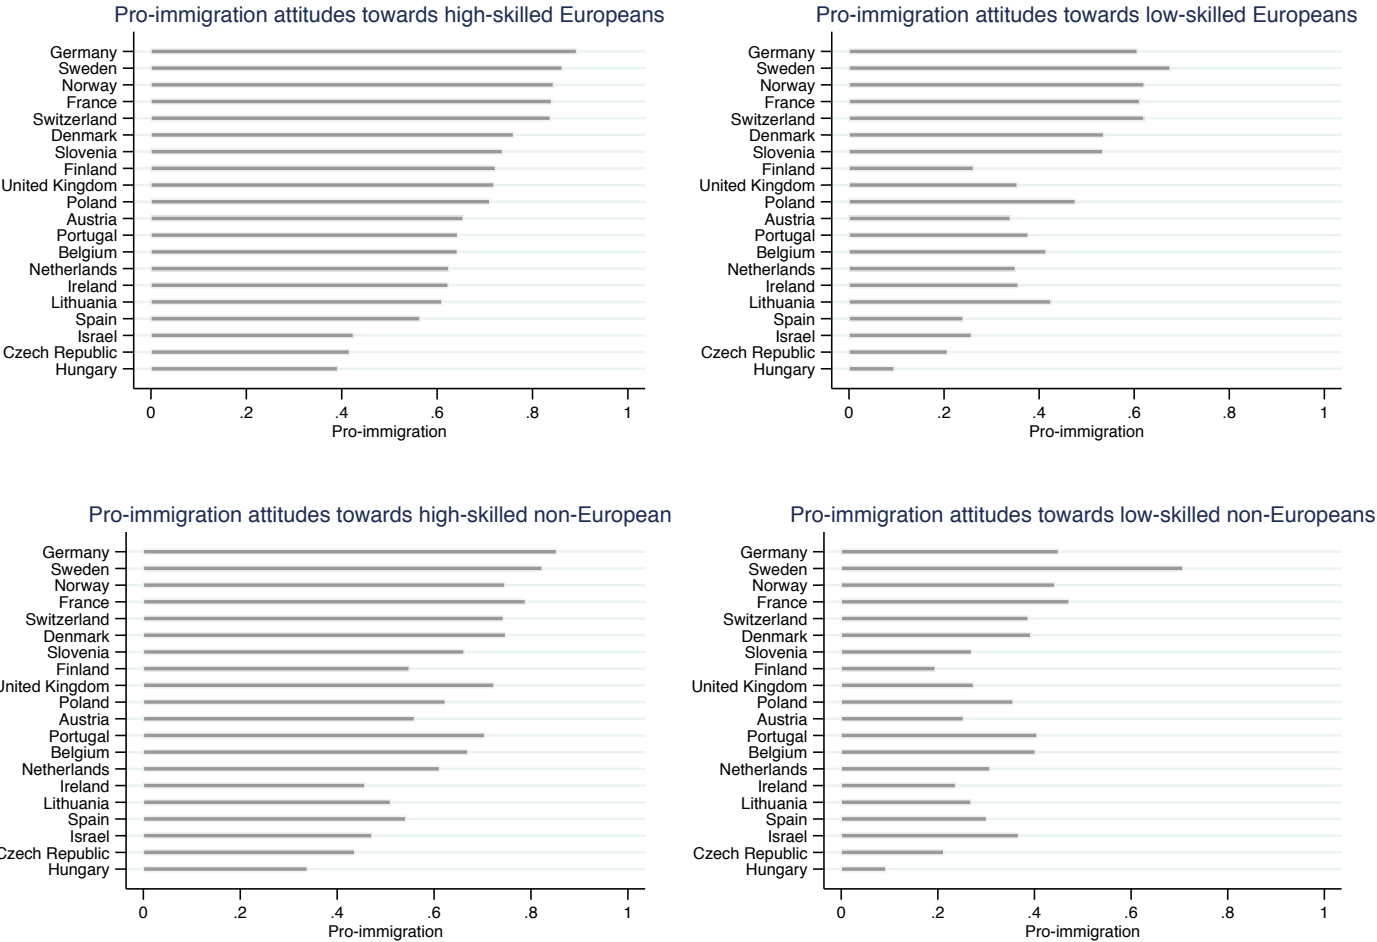 Pro-immigration attitudes towards high-skilled Europeans
Germany
Sweden
Norway
France
Switzerland
Denmark
Slovenia
Finland
United Kingdom
Poland
Austria
Portugal
Belgium
Netherlands
Ireland
Lithuania
Spain
Israel
Czech Republic
Hungary
0 .2 .4 .6 .8 1
Pro-immigration
Pro-immigration attitudes towards low-skilled Europeans
Germany
Sweden
Norway
France
Switzerland
Denmark
Slovenia
Finland
United Kingdom
Poland
Austria
Portugal
Belgium
Netherlands
Ireland
Lithuania
Spain
Israel
Czech Republic
Hungary
0 .2 .4 .6 .8 1
Pro-immigration
Pro-immigration attitudes towards high-skilled non-European
Germany
Sweden
Norway
France
Switzerland
Denmark
Slovenia
Finland
United Kingdom
Poland
Austria
Portugal
Belgium
Netherlands
Ireland
Lithuania
Spain
Israel
Czech Republic
Hungary
0 .2 .4 .6 .8 1
Pro-immigration
Pro-immigration attitudes towards low-skilled non-Europeans
Germany
Sweden
Norway
France
Switzerland
Denmark
Slovenia
Finland
United Kingdom
Poland
Austria
Portugal
Belgium
Netherlands
Ireland
Lithuania
Spain
Israel
Czech Republic
Hungary
0 .2 .4 .6 .8 1
Pro-immigration